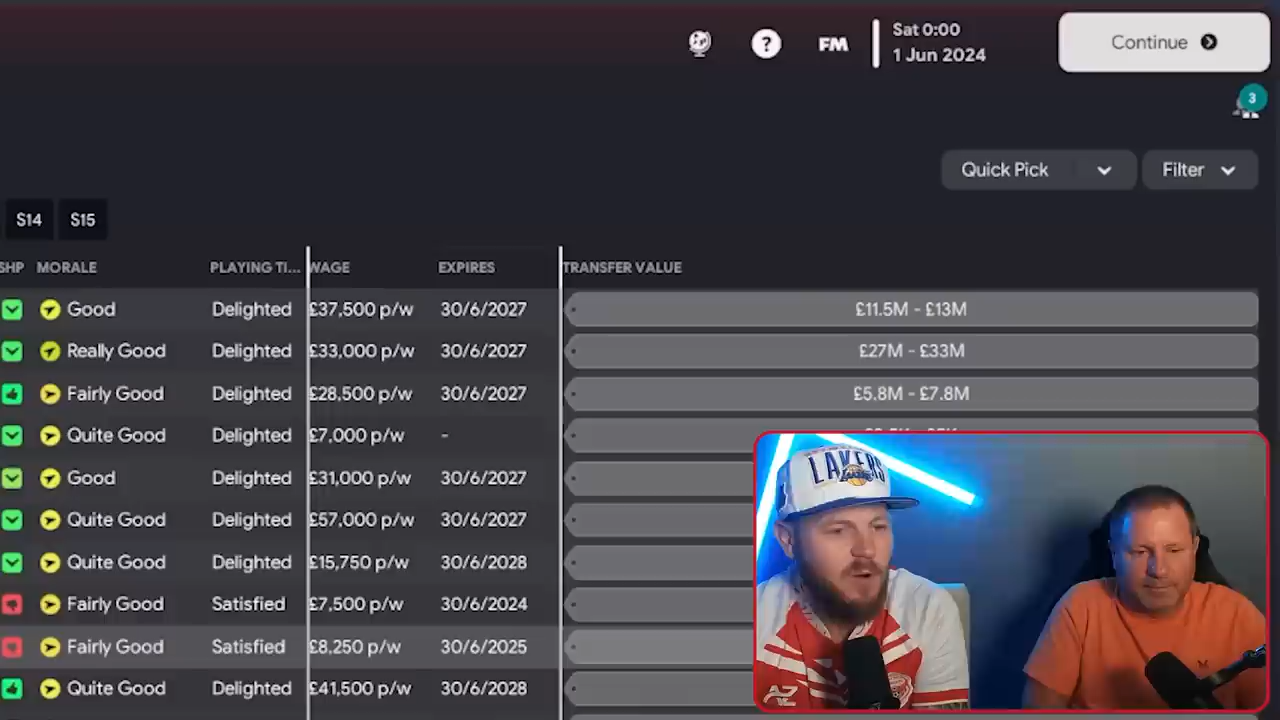 Sat 0:00
FM
1 Jun 2024
Continue
3
Quick Pick
Filter
S14 S15
SHP MORALE PLAYING TI... WAGE EXPIRES TRANSFER VALUE
Good Delighted £37,500 p/w 30/6/2027 £11.5M - £13M
Really Good Delighted £33,000 p/w 30/6/2027 £27M - £33M
Fairly Good Delighted £28,500 p/w 30/6/2027 £5.8M - £7.8M
Quite Good Delighted £7,000 p/w -
Good Delighted £31,000 p/w 30/6/2027
Quite Good Delighted £57,000 p/w 30/6/2027
Quite Good Delighted £15,750 p/w 30/6/2028
Fairly Good Satisfied £7,500 p/w 30/6/2024
Fairly Good Satisfied £8,250 p/w 30/6/2025
Quite Good Delighted £41,500 p/w 30/6/2028
LAKERS
AZ